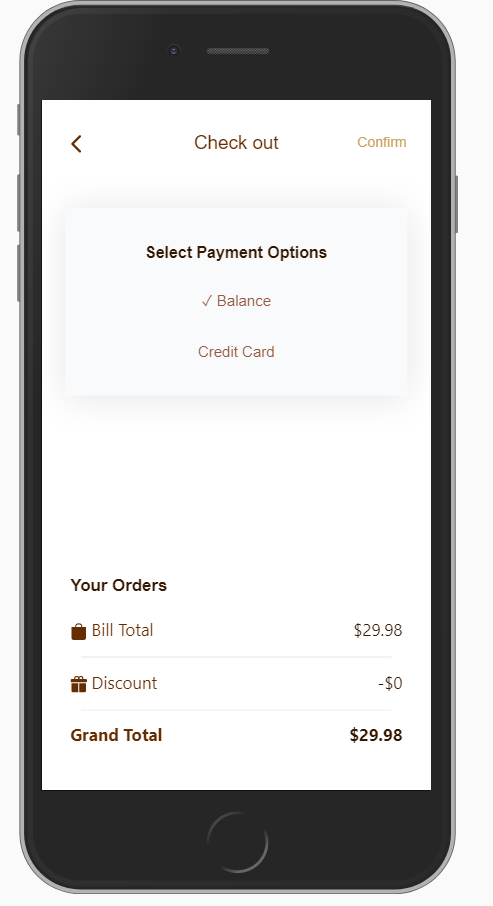 Check out Confirm
Select Payment Options
✓ Balance
Credit Card
Your Orders
Bill Total $29.98
Discount -$0
Grand Total $29.98